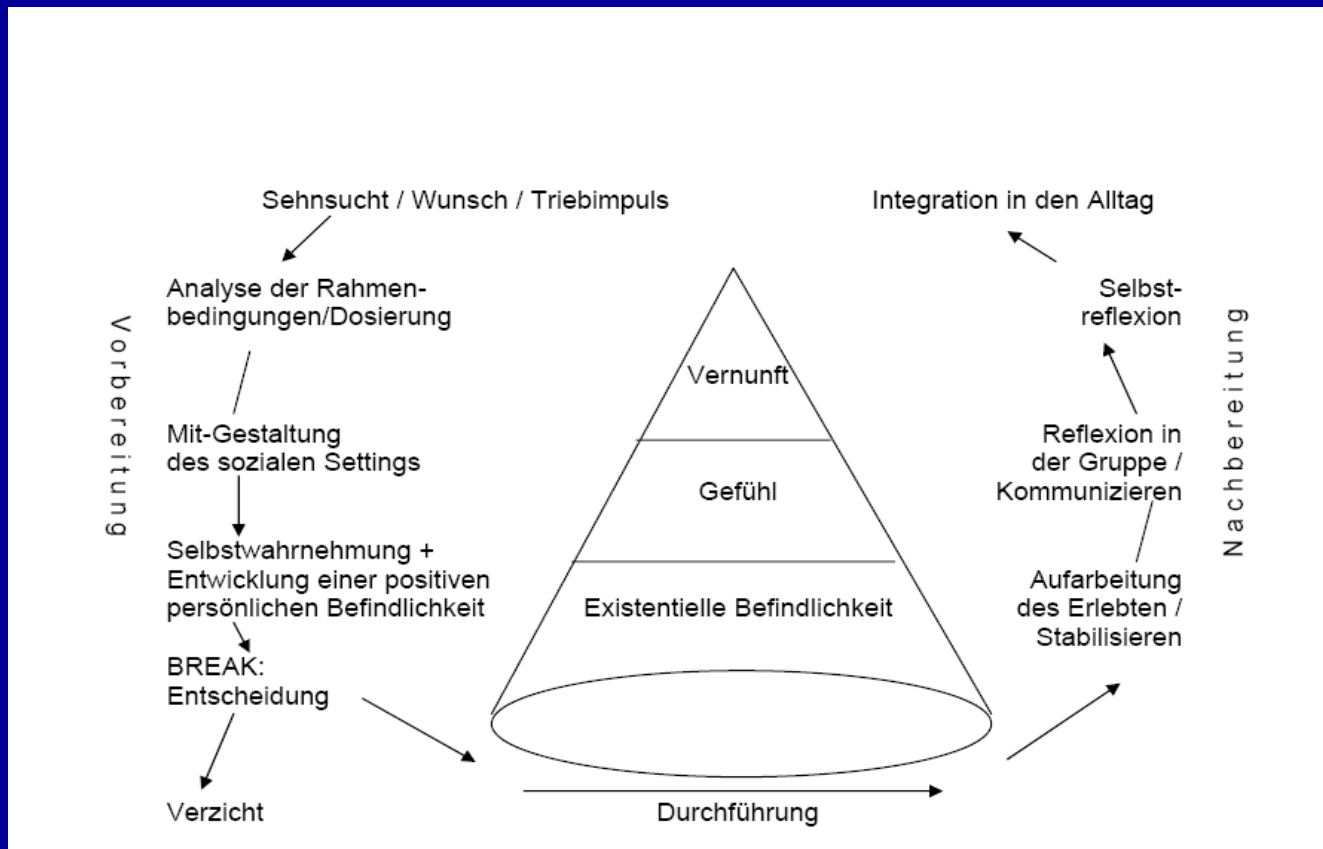 Sehnsucht / Wunsch / Triebimpuls
Analyse der Rahmen-
bedingungen/Dosierung
Mit-Gestaltung
des sozialen Settings
Selbstwahrnehmung +
Entwicklung einer positiven
persönlichen Befindlichkeit
BREAK:
Entscheidung
Verzicht
Vorbereitung
Vernunft
Gefühl
Existentielle Befindlichkeit
Durchführung
Integration in den Alltag
Selbst-
reflexion
Reflexion in
der Gruppe /
Kommunizieren
Aufarbeitung
des Erlebten /
Stabilisieren
Nachbereitung